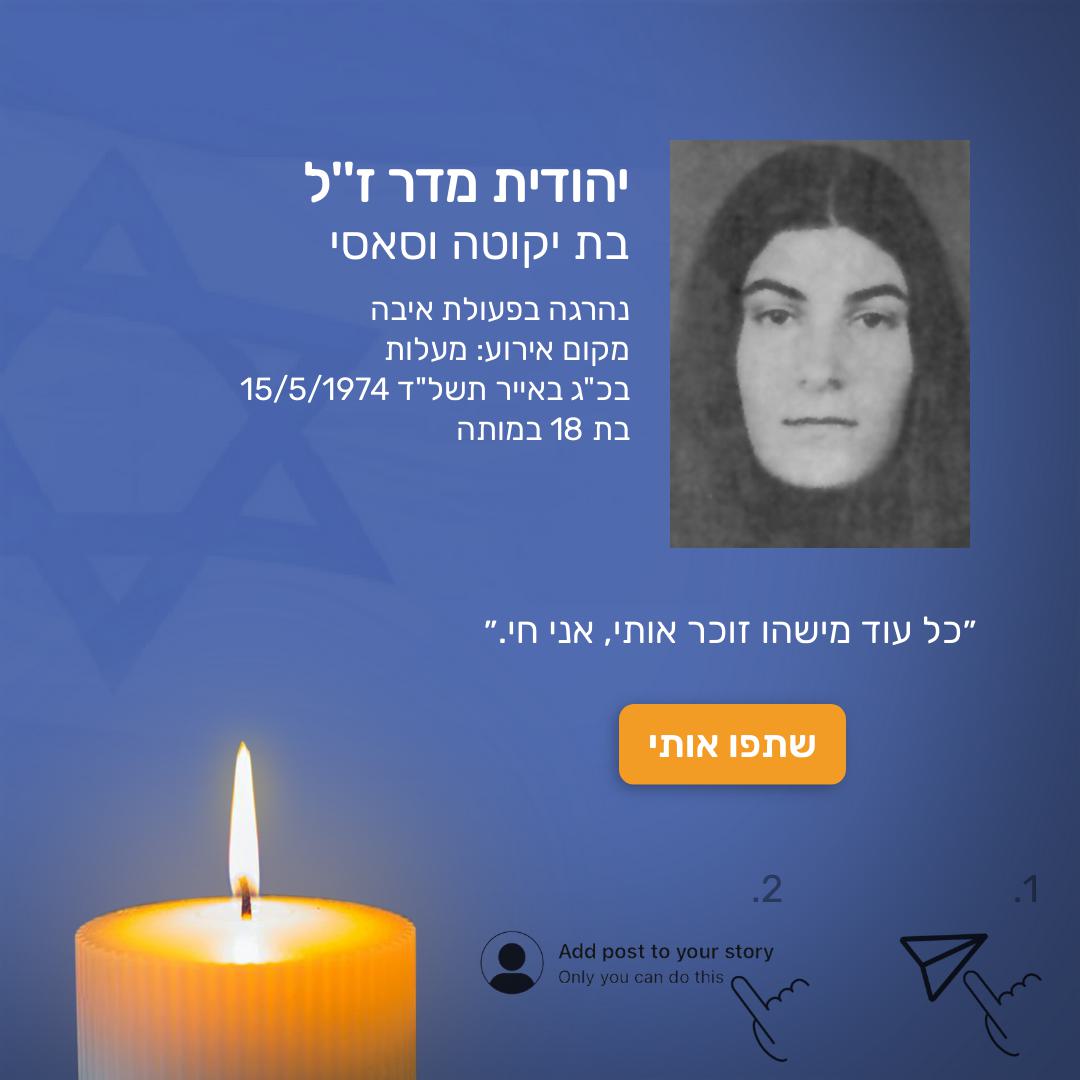 יהודית מדר ז"ל
בת יקוטה וסאסי
נהרגה בפעולת איבה
מקום אירוע: מעלות
בכ"ג באייר תשל"ד 15/5/1974
בת 18 במותה
״כל עוד מישהו זוכר אותי, אני חי.״
שתפו אותי
1.
2.
Add post to your story
Only you can do this